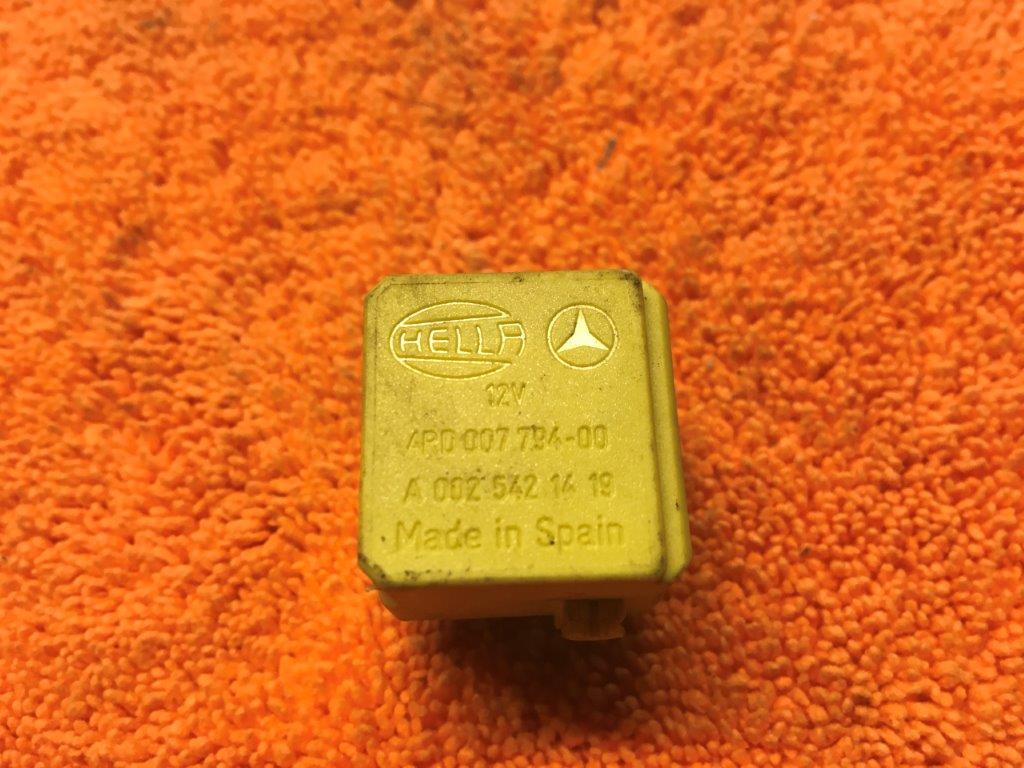 HELLA
12V
4RD 007 794-00
A 002 542 14 19
Made in Spain